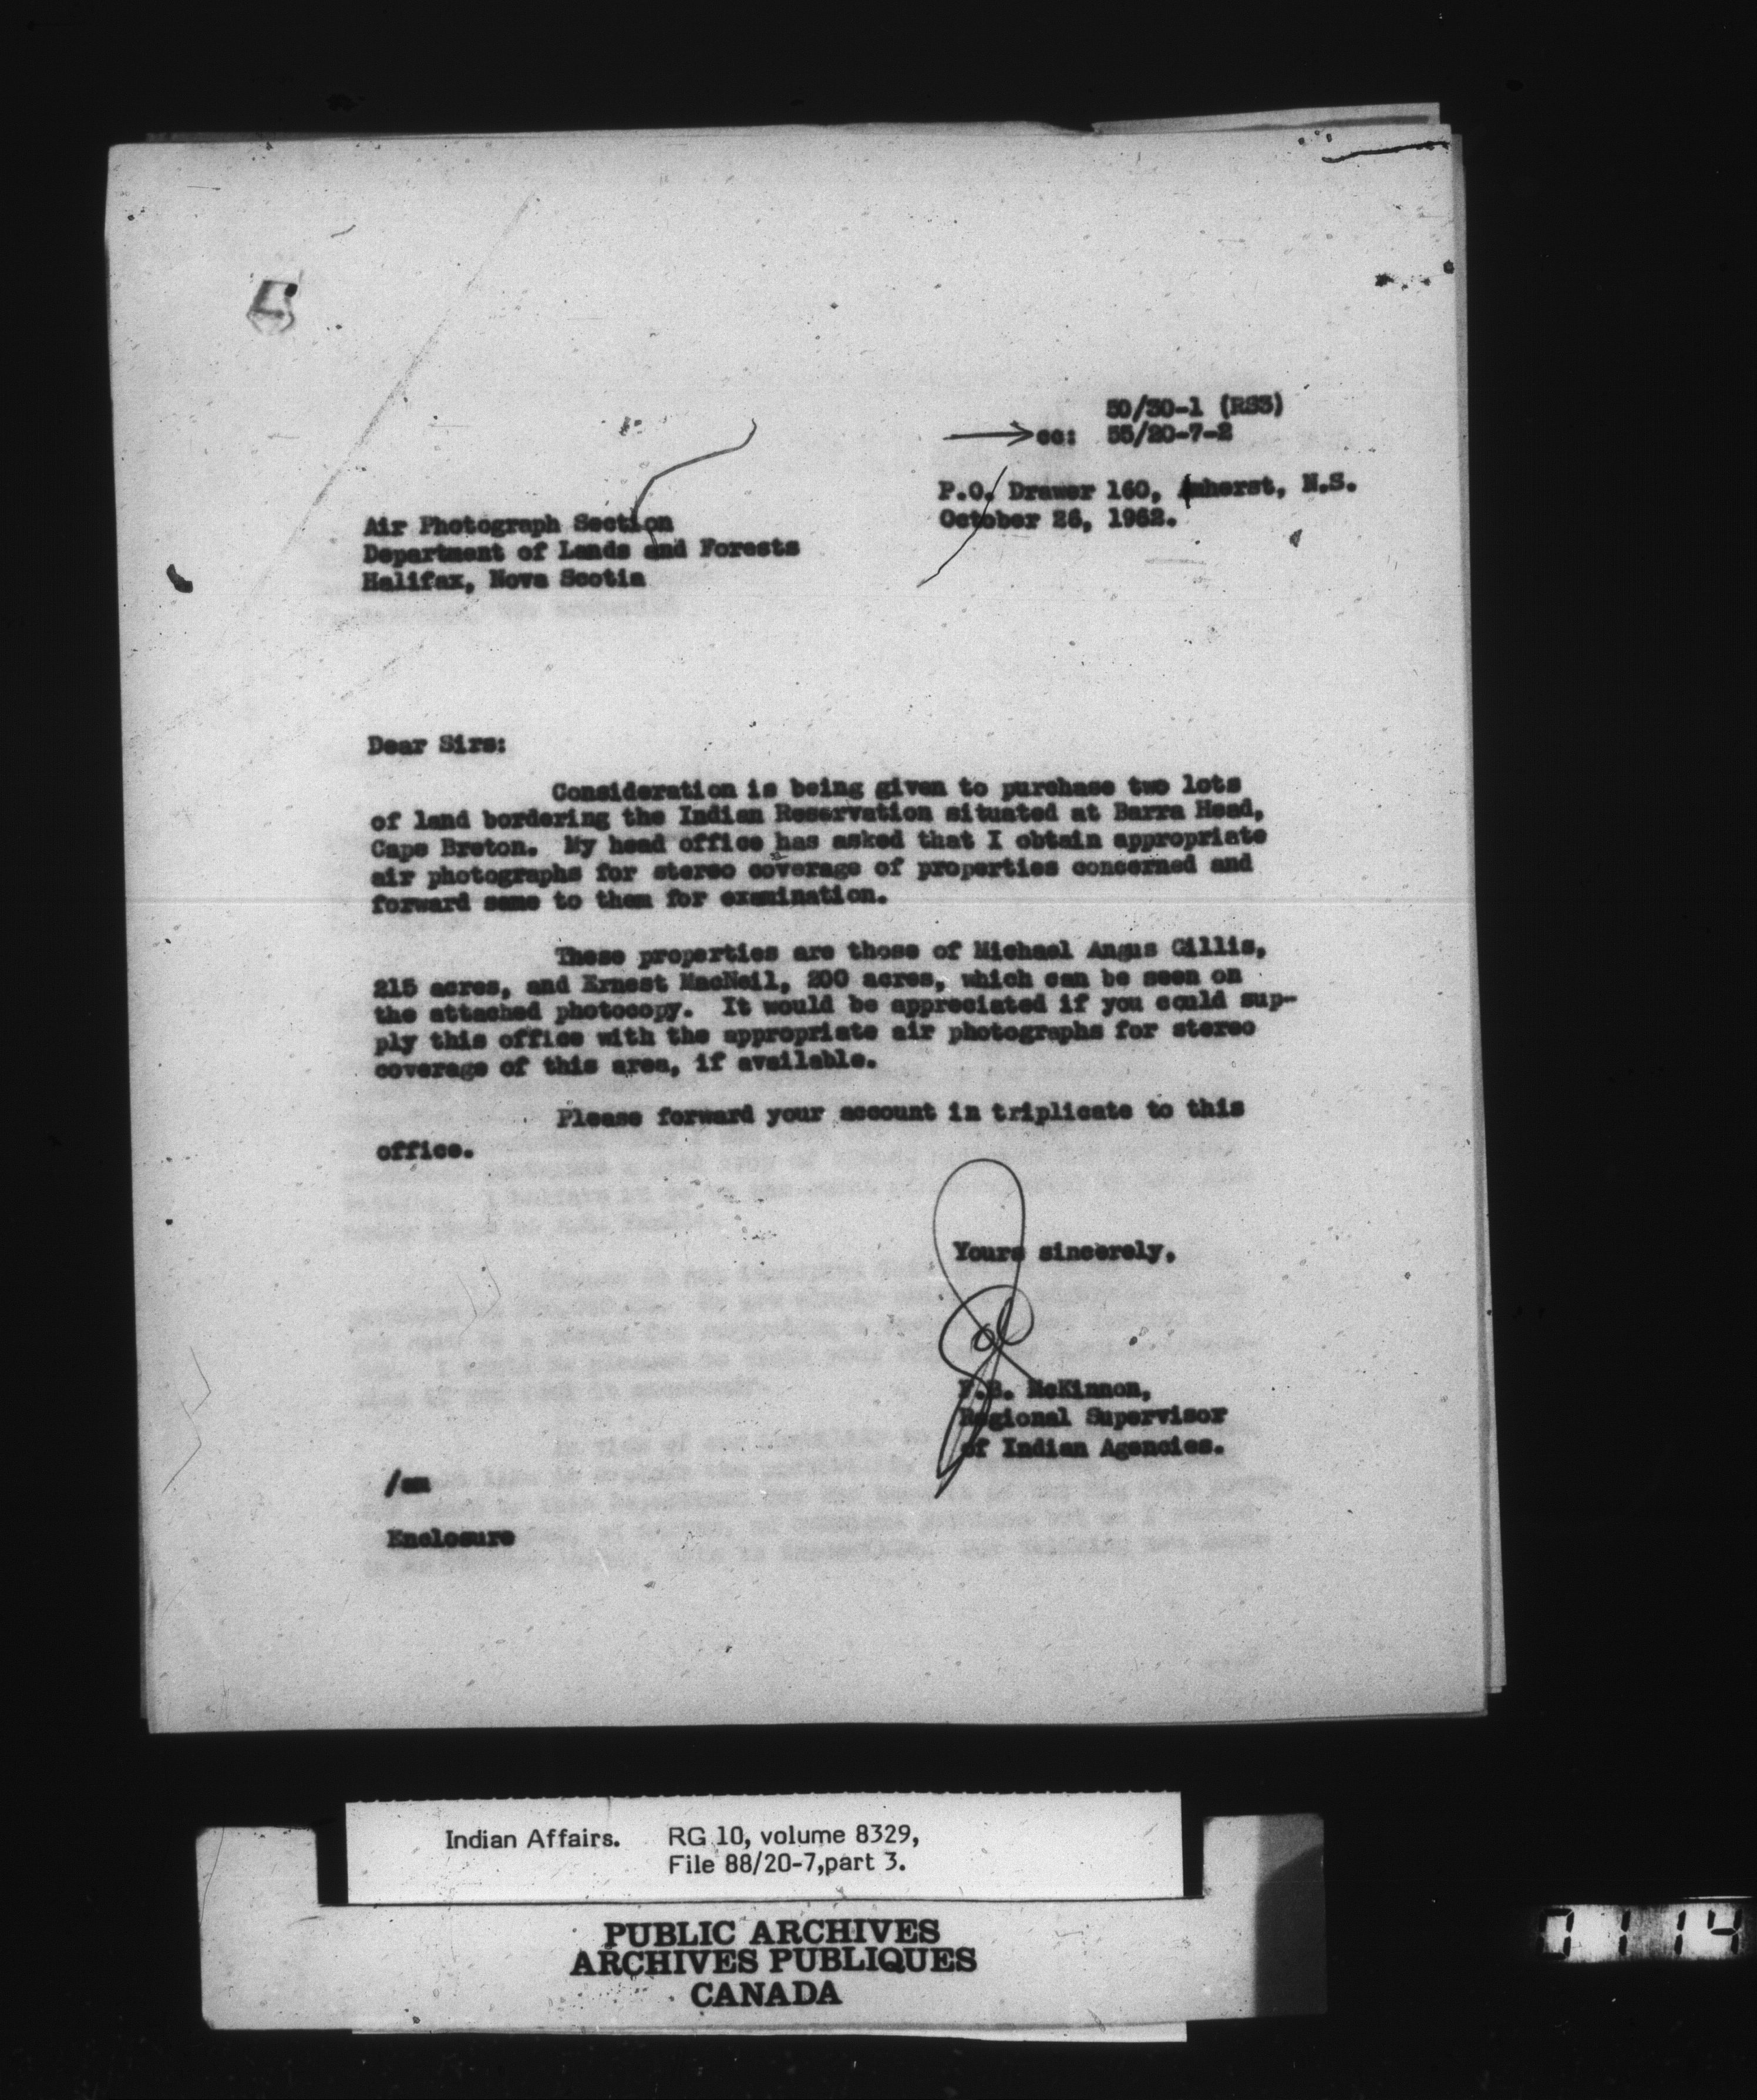 50/30-1 (RS3)
cc: 55/20-7-2
P.O. Drawer 160, Amherst, N.S.
October 26, 1962.
Air Photograph Section
Department of Lands and Forests
Halifax, Nova Scotia
Dear Sirs:
Consideration is being given to purchase two lots
of land bordering the Indian Reservation situated at Barra Head,
Cape Breton. My head office has asked that I obtain appropriate
air photographs for stereo coverage of properties concerned and
forward same to them for examination.
These properties are those of Michael Angus Gillis,
215 acres, and Ernest MacNeil, 200 acres, which can be seen on
the attached photocopy. It would be appreciated if you could sup-
ply this office with the appropriate air photographs for stereo
coverage of this area, if available.
Please forward your account in triplicate to this
office.
Yours sincerely,
F.B. McKinnon,
Regional Supervisor
of Indian Agencies.
Enclosure
Indian Affairs. RG 10, volume 8329,
File 88/20-7,part 3.
PUBLIC ARCHIVES
ARCHIVES PUBLIQUES
CANADA